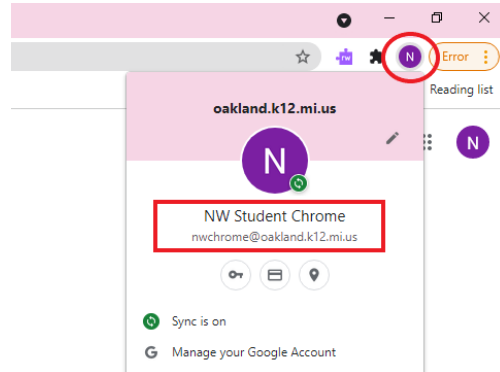 N
Error
Reading list
oakland.k12.mi.us
rw
N
N
NW Student Chrome
nwchrome@oakland.k12.mi.us
Sync is on
G Manage your Google Account